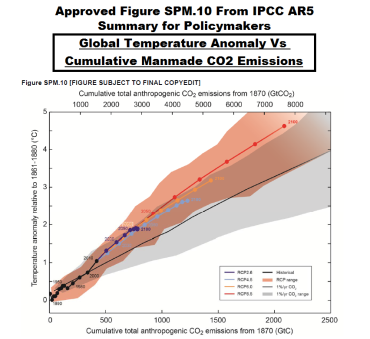 Approved Figure SPM.10 From IPCC AR5
Summary for Policymakers
Global Temperature Anomaly Vs
Cumulative Manmade CO2 Emissions
Figure SPM.10 [FIGURE SUBJECT TO FINAL COPYEDIT]
Cumulative total anthropogenic CO2 emissions from 1870 (GtCO2)
1000 2000 3000 4000 5000 6000 7000 8000
Temperature anomaly relative to 1861-1880 (°C)
5
4
3
2
1
0
2100
RCP2.6 Historical
RCP4.5 RCP range
RCP6.0 1%/yr CO2
RCP8.5 1%/yr CO2 range
0 500 1000 1500 2000 2500
Cumulative total anthropogenic CO2 emissions from 1870 (GtC)